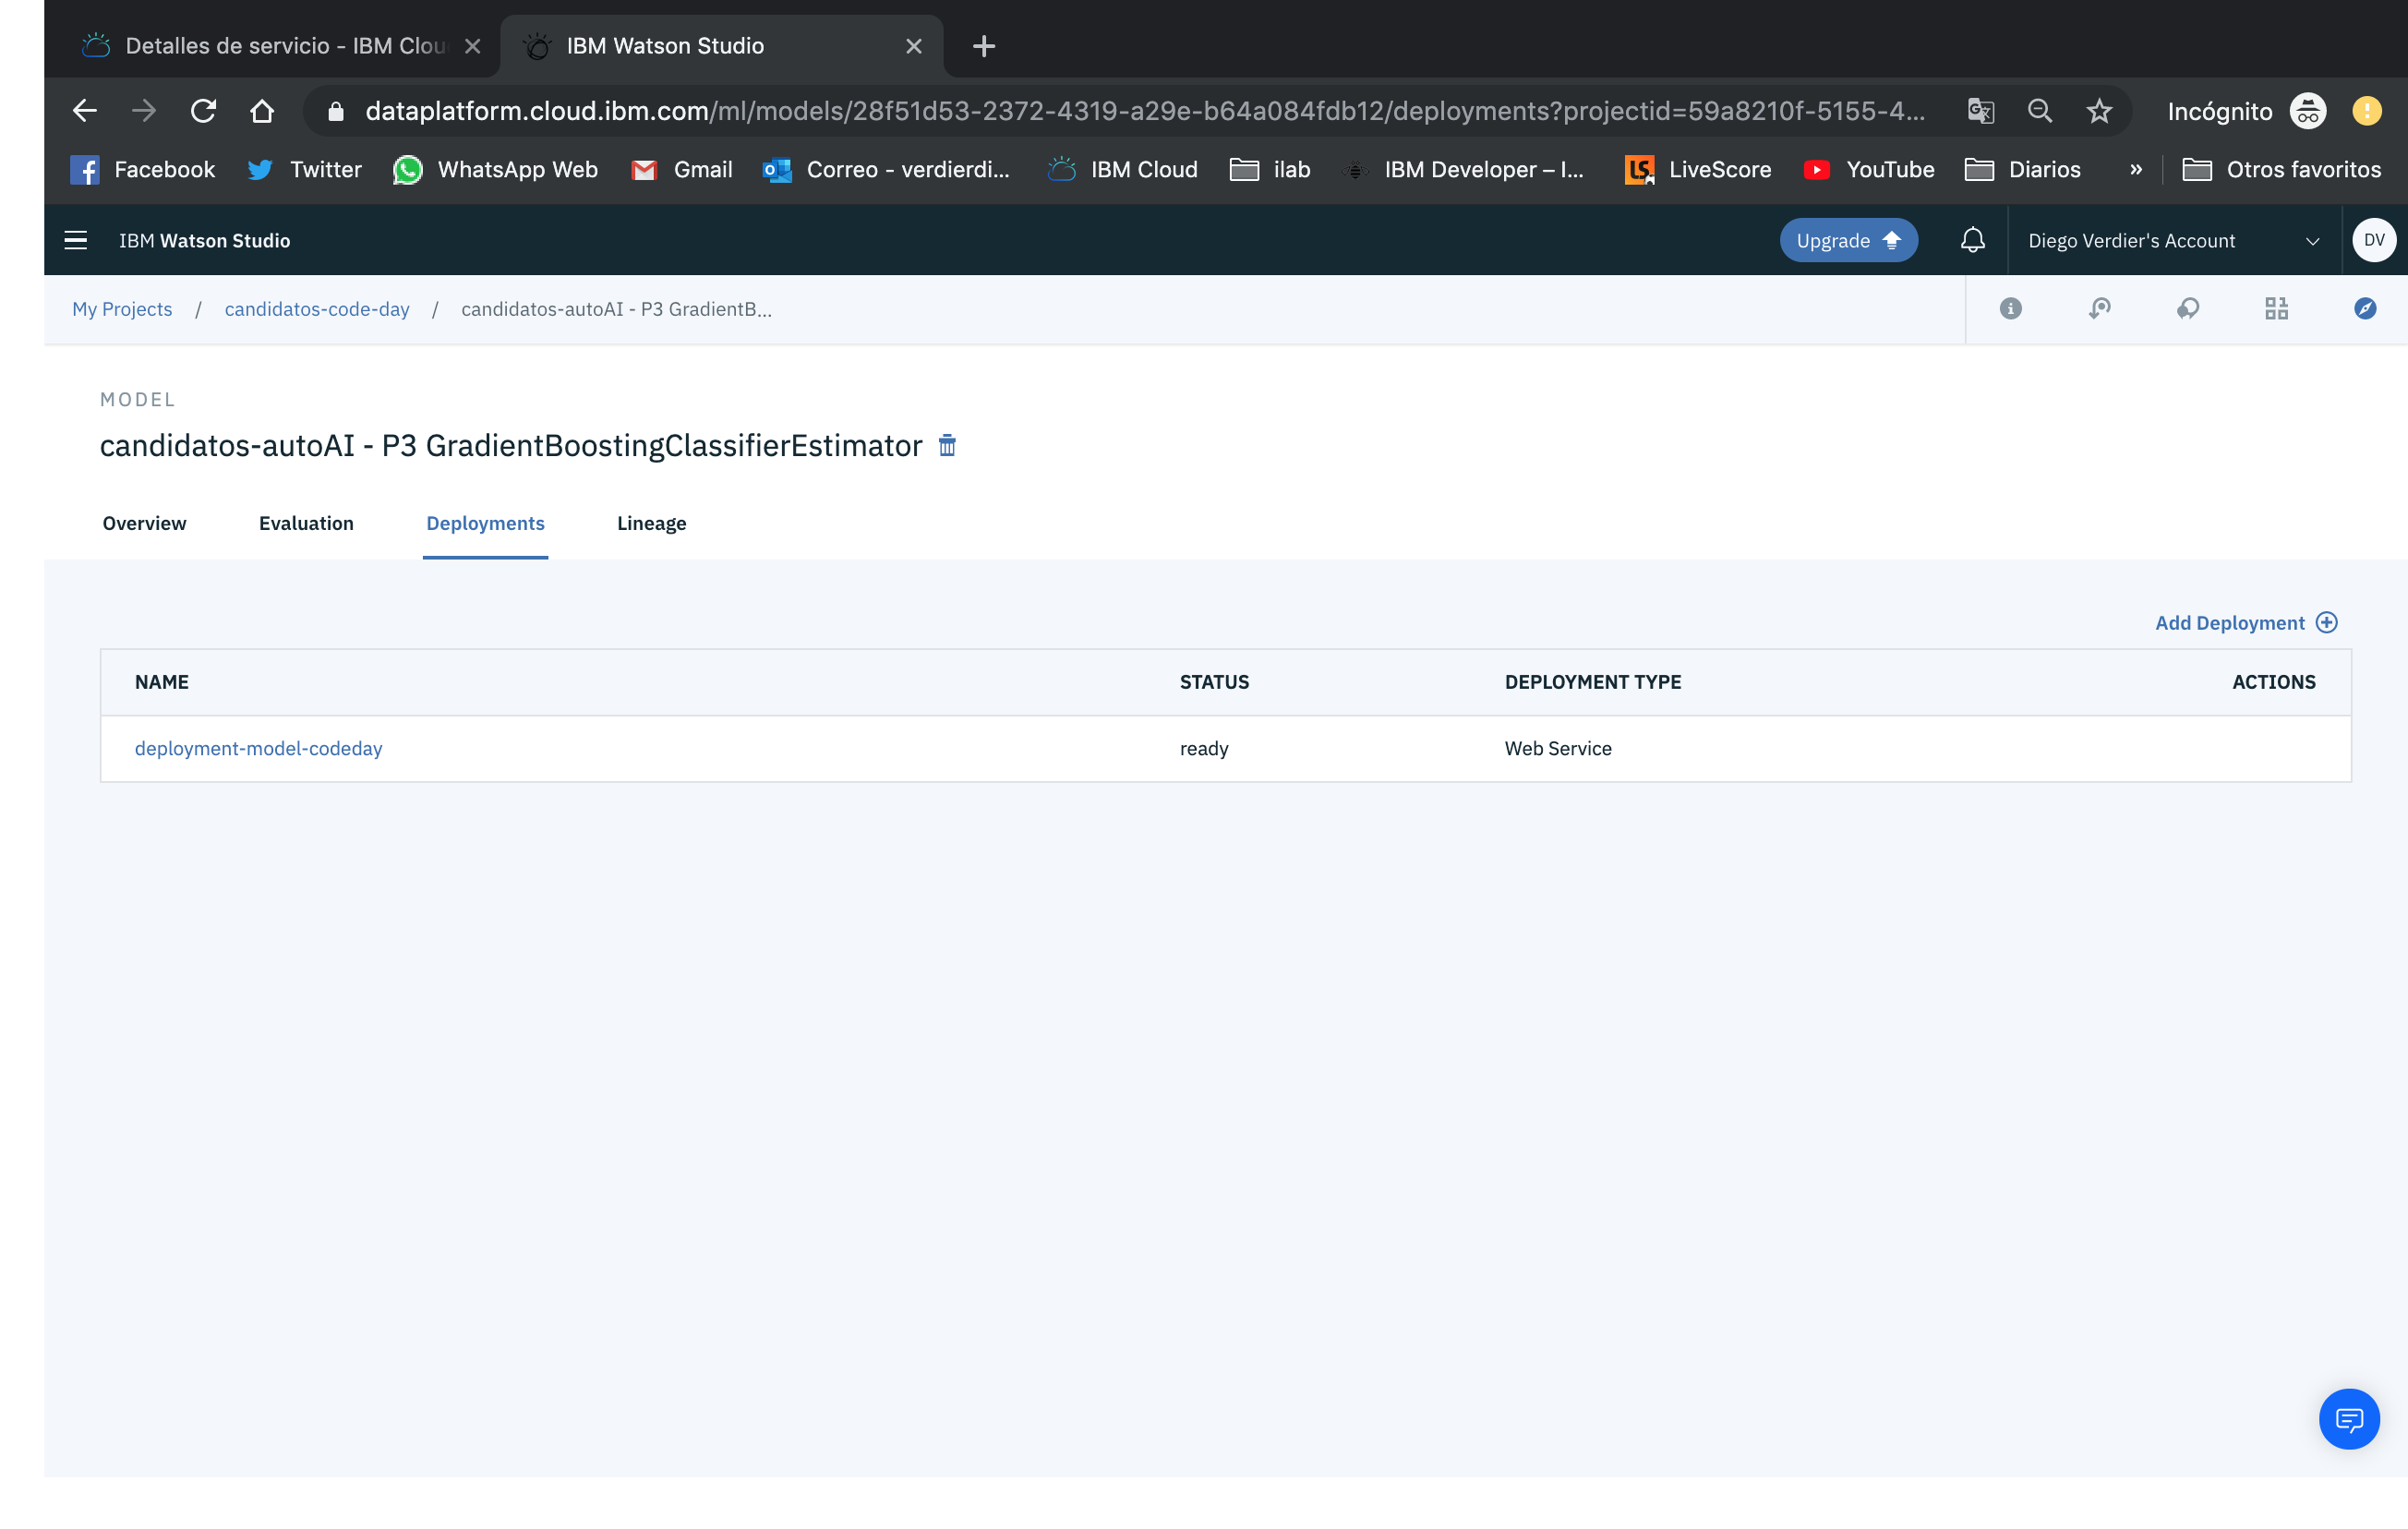 Detalles de servicio - IBM Clou
IBM Watson Studio
dataplatform.cloud.ibm.com/ml/models/28f51d53-2372-4319-a29e-b64a084fdb12/deployments?projectid=59a8210f-5155-4...
Incógnito
Facebook
Twitter
WhatsApp Web
Gmail
Correo - verdierdi...
IBM Cloud
ilab
IBM Developer – I...
LiveScore
YouTube
Diarios
»
Otros favoritos
IBM Watson Studio
Upgrade
Diego Verdier's Account
DV
My Projects / candidatos-code-day / candidatos-autoAI - P3 GradientB...
MODEL
candidatos-autoAI - P3 GradientBoostingClassifierEstimator
Overview
Evaluation
Deployments
Lineage
Add Deployment
NAME STATUS DEPLOYMENT TYPE ACTIONS
deployment-model-codeday ready Web Service